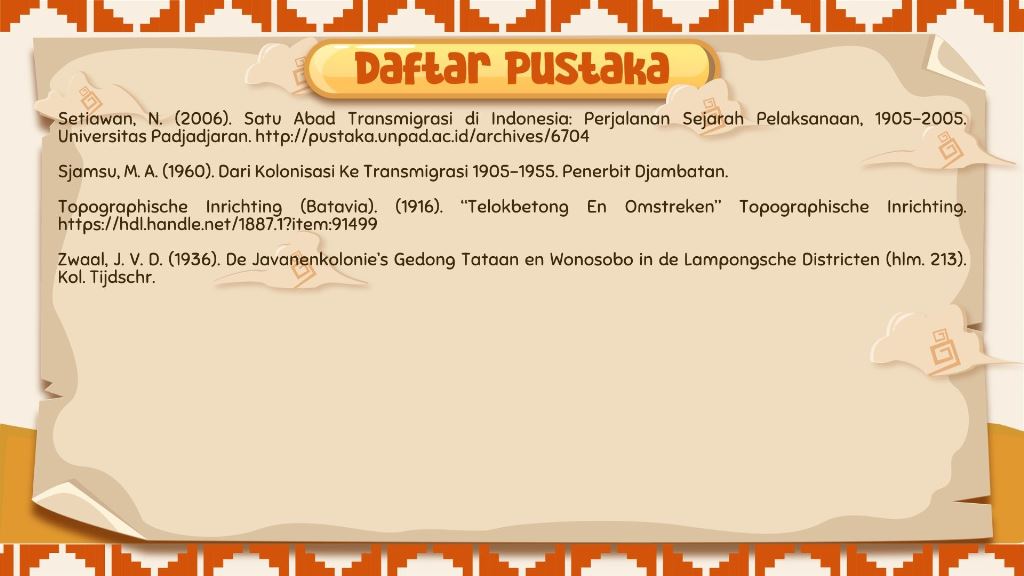 Daftar Pustaka
Setiawan, N. (2006). Satu Abad Transmigrasi di Indonesia: Perjalanan Sejarah Pelaksanaan, 1905-2005.
Universitas Padjadjaran. http://pustaka.unpad.ac.id/archives/6704
Sjamsu, M. A. (1960). Dari Kolonisasi Ke Transmigrasi 1905-1955. Penerbit Djambatan.
Topographische Inrichting (Batavia). (1916). “Telokbetong En Omstreken” Topographische Inrichting.
https://hdl.handle.net/1887.1?item:91499
Zwaal, J. V. D. (1936). De Javanenkolonie's Gedong Tataan en Wonosobo in de Lampongsche Districten (hlm. 213).
Kol. Tijdschr.